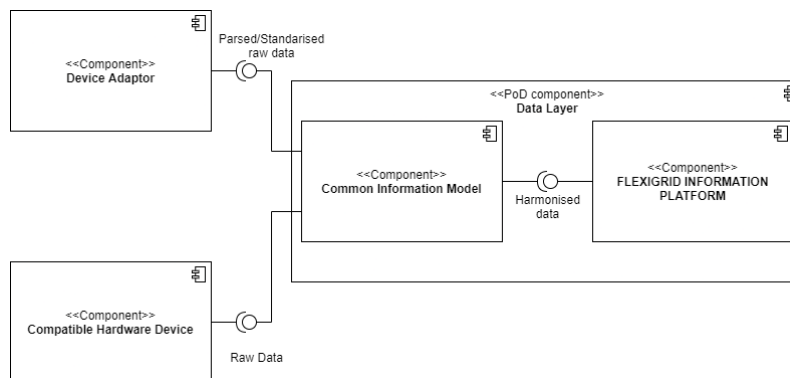 <<Component>>
Device Adaptor
Parsed/Standarised
raw data
<<PoD component>>
Data Layer
<<Component>>
Common Information Model
Harmonised
data
<<Component>>
FLEXIGRID INFORMATION
PLATFORM
<<Component>>
Compatible Hardware Device
Raw Data